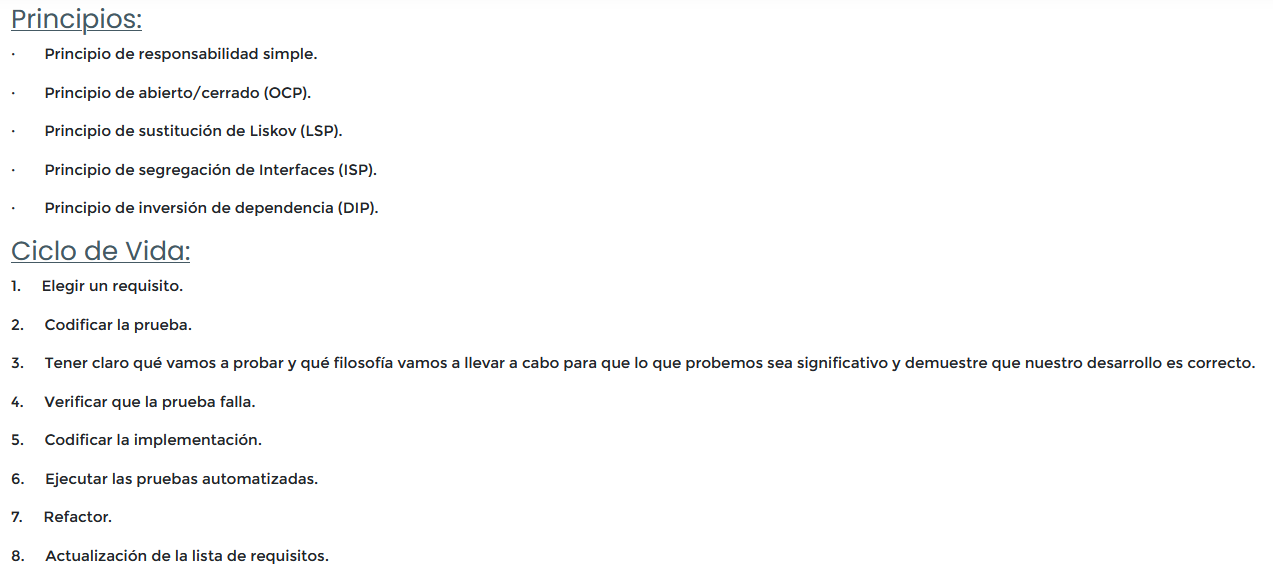 Principios:
· Principio de responsabilidad simple.
· Principio de abierto/cerrado (OCP).
· Principio de sustitución de Liskov (LSP).
· Principio de segregación de Interfaces (ISP).
· Principio de inversión de dependencia (DIP).
Ciclo de Vida:
1. Elegir un requisito.
2. Codificar la prueba.
3. Tener claro qué vamos a probar y qué filosofía vamos a llevar a cabo para que lo que probemos sea significativo y demuestre que nuestro desarrollo es correcto.
4. Verificar que la prueba falla.
5. Codificar la implementación.
6. Ejecutar las pruebas automatizadas.
7. Refactor.
8. Actualización de la lista de requisitos.